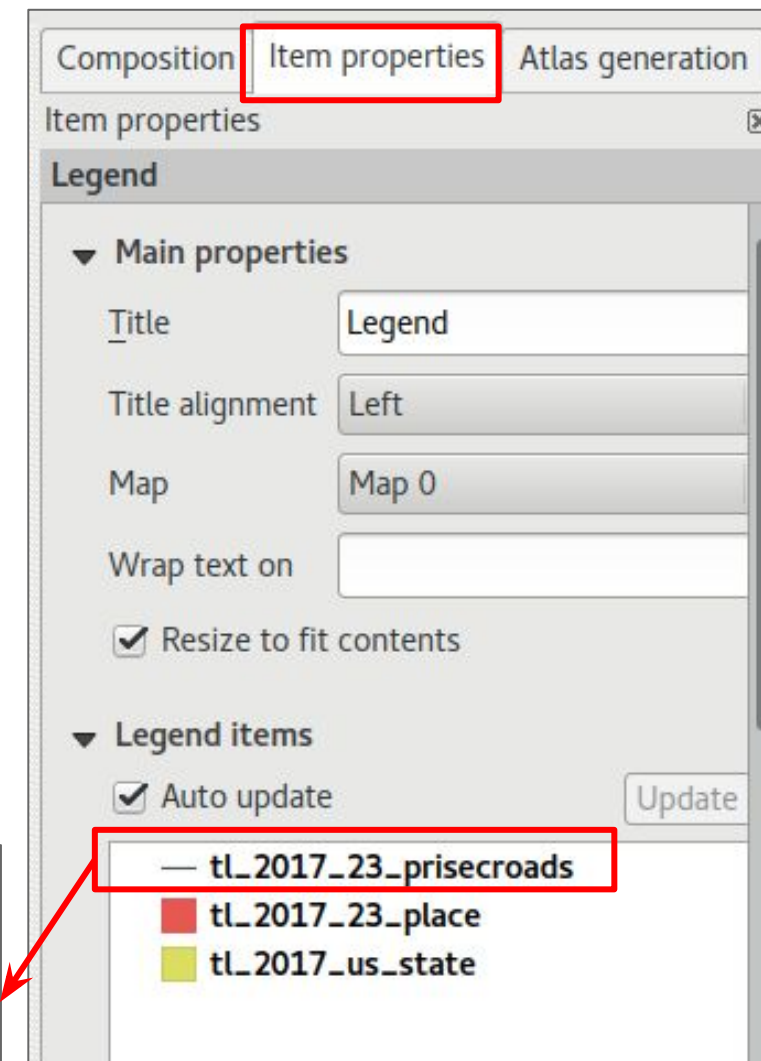 Composition Item properties Atlas generation
Item properties
Legend
Main properties
Title Legend
Title alignment Left
Map Map 0
Wrap text on
Resize to fit contents
Legend items
Auto update Update
tl_2017_23_prisecroads
tl_2017_23_place
tl_2017_us_state